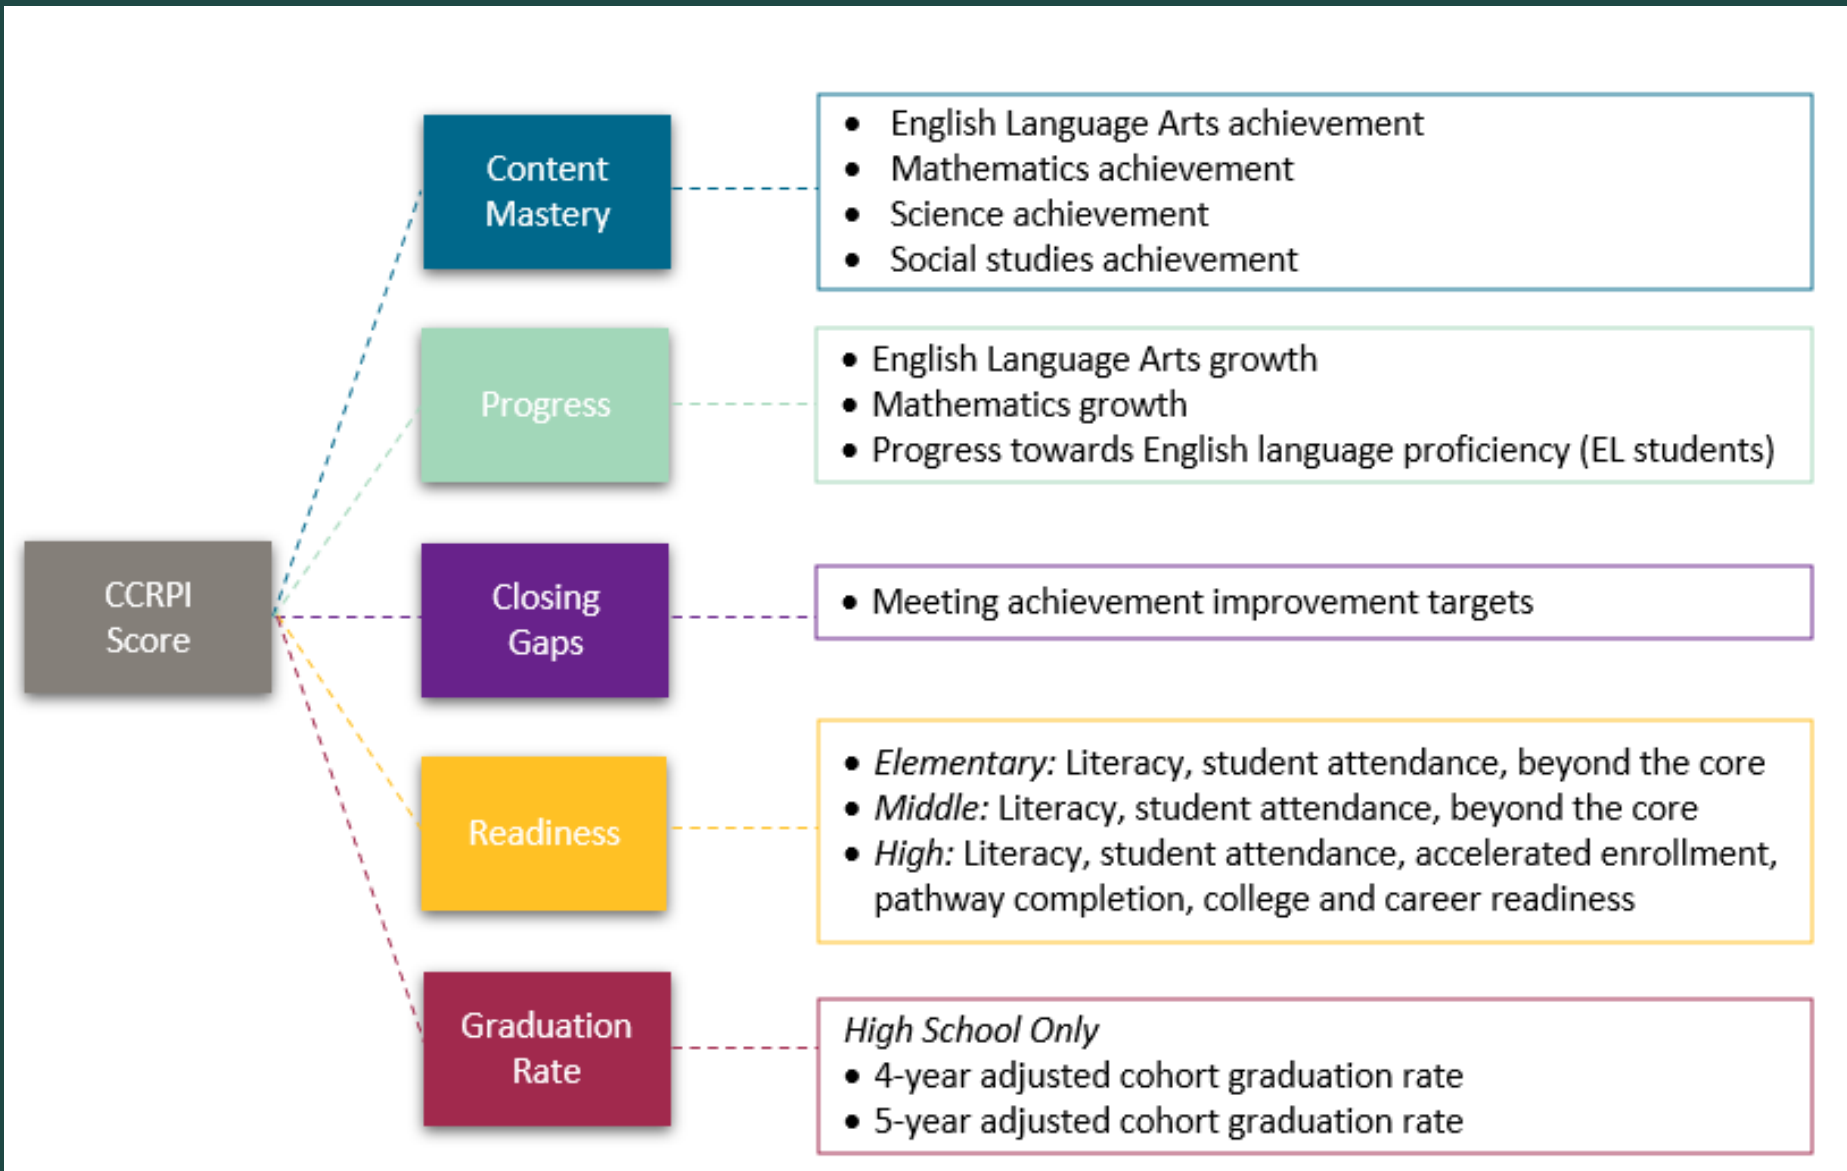 Content
Mastery
• English Language Arts achievement
• Mathematics achievement
• Science achievement
• Social studies achievement
Progress
• English Language Arts growth
• Mathematics growth
• Progress towards English language proficiency (EL students)
CCRPI
Score
Closing
Gaps
• Meeting achievement improvement targets
Readiness
• Elementary: Literacy, student attendance, beyond the core
• Middle: Literacy, student attendance, beyond the core
• High: Literacy, student attendance, accelerated enrollment,
pathway completion, college and career readiness
Graduation
Rate
High School Only
• 4-year adjusted cohort graduation rate
• 5-year adjusted cohort graduation rate